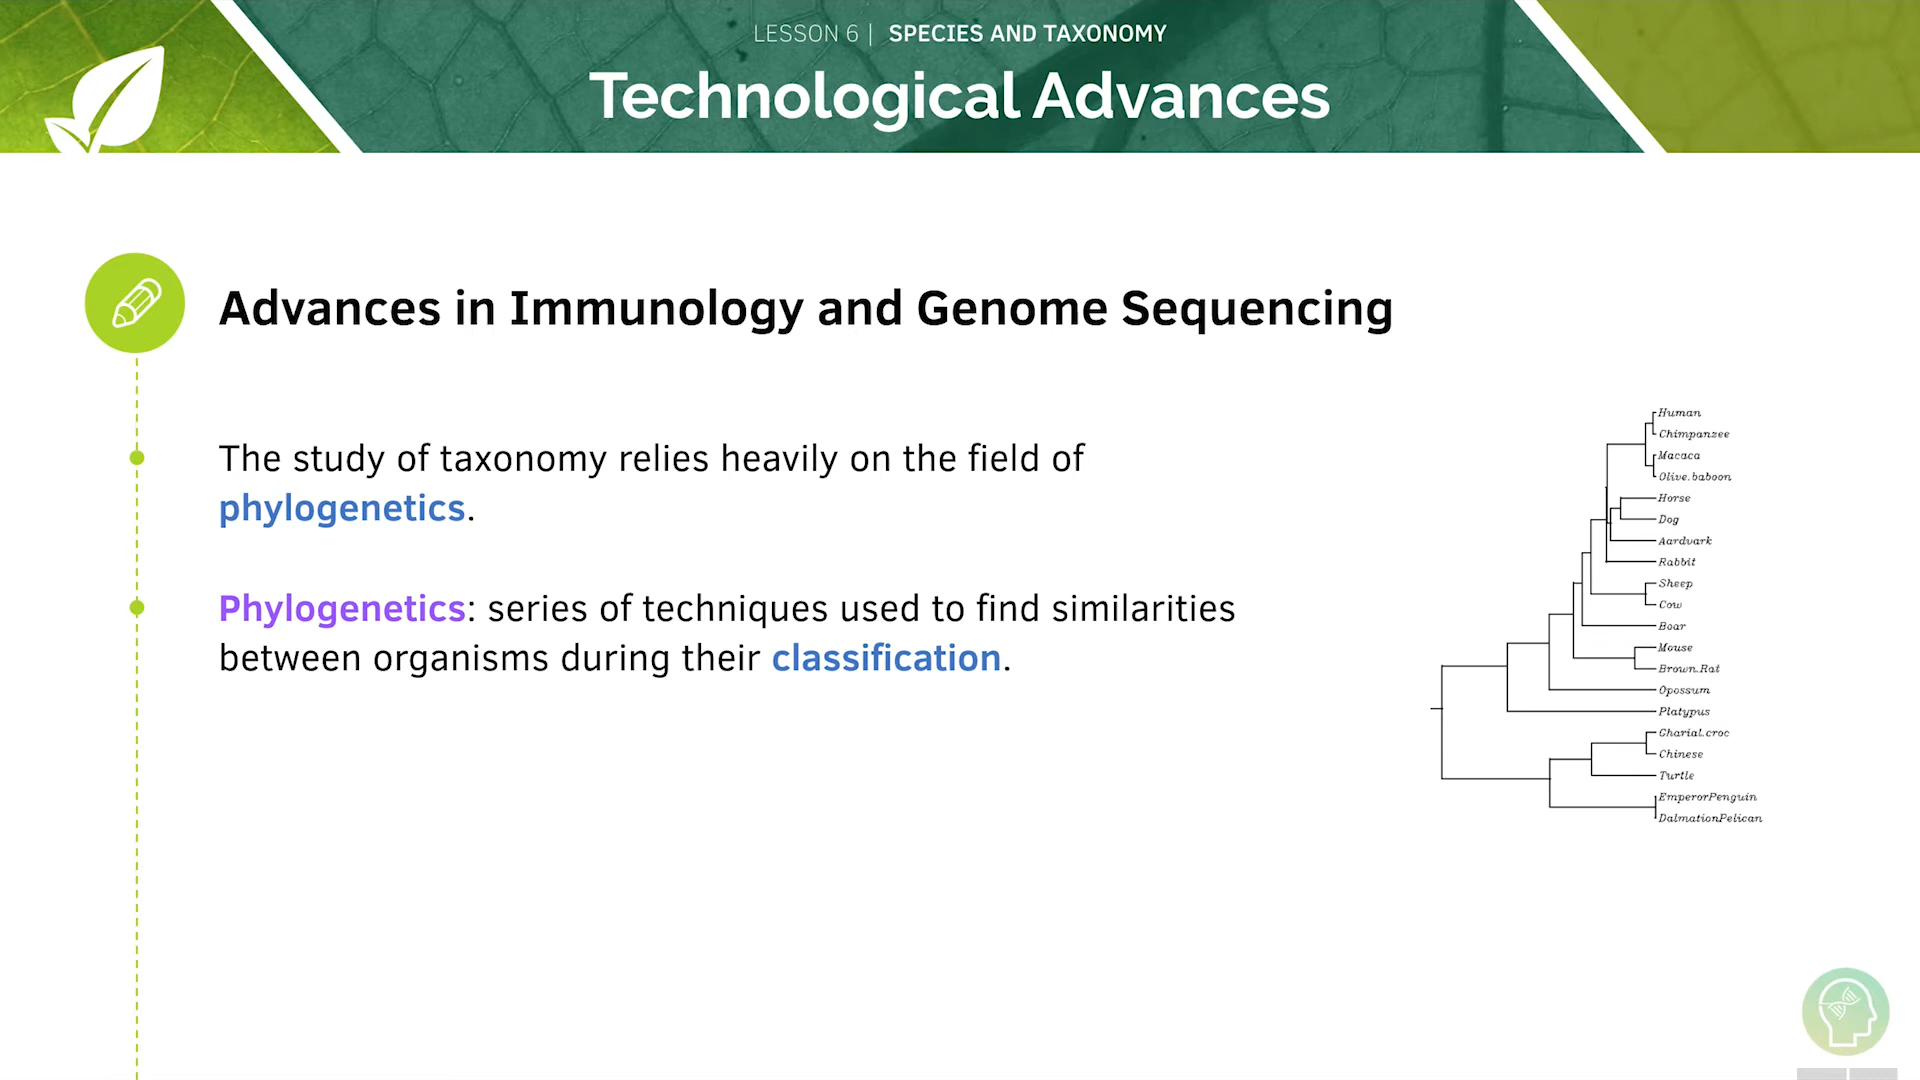 LESSON 6 | SPECIES AND TAXONOMY
Technological Advances
Advances in Immunology and Genome Sequencing
The study of taxonomy relies heavily on the field of
phylogenetics.
Phylogenetics: series of techniques used to find similarities
between organisms during their classification.
Human
Chimpanzee
Macaca
Olive.baboon
Horse
Dog
Aardvark
Rabbit
Sheep
Cow
Boar
Mouse
Brown.Rat
Opossum
Platypus
Gharial.croc
Chinese
Turtle
EmperorPenguin
DalmationPelican